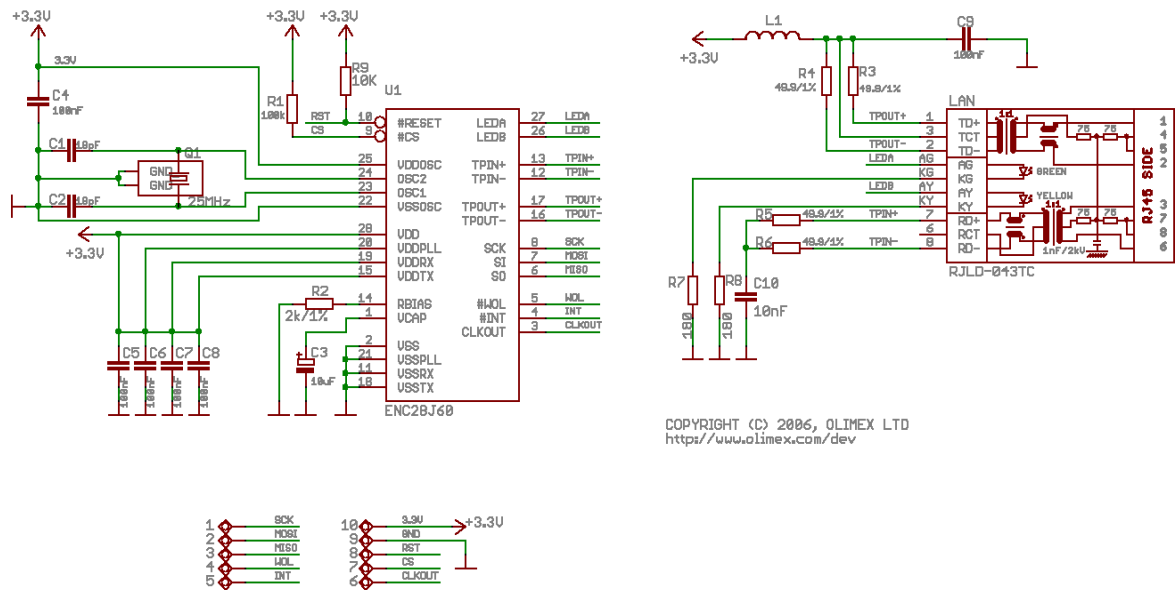 +3.3V
+3.3V
+3.3V
3.3V
C4
100nF
R9
10K
R1
100k
RST
CS
C1
18pF
Q1
GND
GND
25MHz
C2
18pF
+3.3V
R2
2k/1%
C3
+
10uF
C5
100nF
C6
100nF
C7
100nF
C8
100nF
U1
10 #RESET
9 #CS
25 VDDOSC
24 OSC2
23 OSC1
22 VSSOSC
28 VDD
20 VDDPLL
19 VDDRX
15 VDDTX
14 RBIAS
1 VCAP
2 VSS
21 VSSPLL
11 VSSRX
18 VSSTX
LEDA 27 LEDA
LEDB 26 LEDB
TPIN+ 13 TPIN+
TPIN- 12 TPIN-
TPOUT+ 17 TPOUT+
TPOUT- 16 TPOUT-
SCK 8 SCK
SI 7 MOSI
SO 6 MISO
#WOL 5 WOL
#INT 4 INT
CLKOUT 3 CLKOUT
ENC28J60
L1
+3.3V
C9
100nF
R4
49.9/1%
R3
49.9/1%
LAN
TPOUT+ 1 TD+
3 TCT
TPOUT- 2 TD-
LEDA AG AG
KG KG
LEDB AY AY
KY KY
R5 49.9/1% TPIN+ 7 RD+
6 RCT
R6 49.9/1% TPIN- 8 RD-
1:1
75
75
GREEN
YELLOW
1:1
75
75
1nF/2kV
1
4
5
2
3
7
8
6
RJ45 SIDE
RJLD-043TC
R7
180
R8
180
C10
10nF
COPYRIGHT (C) 2006, OLIMEX LTD
http://www.olimex.com/dev
1 SCK
2 MOSI
3 MISO
4 WOL
5 INT
10 3.3V +3.3V
9 GND
8 RST
7 CS
6 CLKOUT